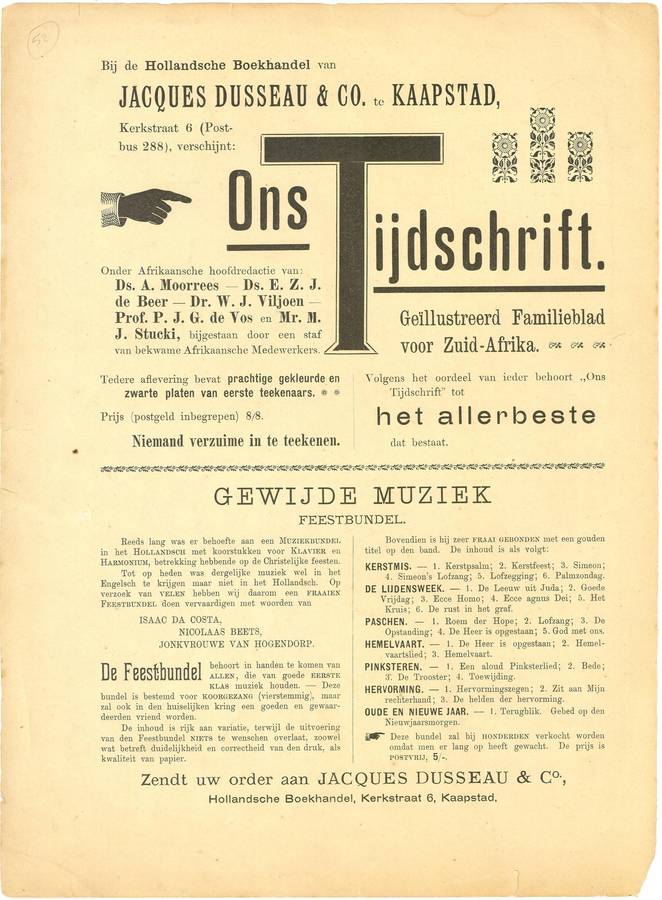 52
Bij de Hollandsche Boekhandel van
JACQUES DUSSEAU & CO. te KAAPSTAD,
Kerkstraat 6 (Post-
bus 288), verschijnt:
Ons
Tijdschrift.
Onder Afrikaansche hoofdredactie van:
Ds. A. Moorrees — Ds. E. Z. J.
de Beer — Dr. W. J. Viljoen —
Prof. P. J. G. de Vos en Mr. M.
J. Stucki, bijgestaan door een staf
van bekwame Afrikaansche Medewerkers.
Geïllustreerd Familieblad
voor Zuid-Afrika.
Tedere aflevering bevat prachtige gekleurde en
zwarte platen van eerste teekenaars.
Prijs (postgeld inbegrepen) 8/8.
Niemand verzuime in te teekenen.
Volgens het oordeel van ieder behoort „Ons
Tijdschrift" tot
het allerbeste
dat bestaat.
GEWIJDE MUZIEK
FEESTBUNDEL.
Reeds lang was er behoefte aan een MUZIEKBUNDEL
in het HOLLANDSCH met koorstukken voor KLAVIER en
HARMONIUM, betrekking hebbende op de Christelijke feesten.
Tot op heden was dergelijke muziek wel in het
Engelsch te krijgen maar niet in het Hollandsch. Op
verzoek van VELEN hebben wij daarom een FRAAIEN
FEESTBUNDEL doen vervaardigen met woorden van
ISAAC DA COSTA,
NICOLAAS BEETS,
JONKVROUWE VAN HOGENDORP.
De Feestbundel behoort in handen te komen van
ALLEN, die van goede EERSTE
KLAS muziek houden. — Deze
bundel is bestemd voor KOORGEZANG (vierstemmig), maar
zal ook in den huiselijken kring een goeden en gewaar-
deerden vriend worden.
De inhoud is rijk aan variatie, terwijl de uitvoering
van den Feestbundel NIETS te wenschen overlaat, zoowel
wat betreft duidelijkheid en correctheid van den druk, als
kwaliteit van papier.
Bovendien is hij zeer FRAAI GEBONDEN met een gouden
titel op den band. De inhoud is als volgt:
KERSTMIS. — 1. Kerstpsalm; 2. Kerstfeest; 3. Simeon;
4. Simeon's Lofzang; 5. Lofzegging; 6. Palmzondag.
DE LIJDENSWEEK. — 1. De Leeuw uit Juda; 2. Goede
Vrijdag; 3. Ecce Homo; 4. Ecce agnus Dei; 5. Het
Kruis; 6. De rust in het graf.
PASCHEN. — 1. Roem der Hope; 2. Lofzang; 3. De
Opstanding; 4. De Heer is opgestaan; 5. God met ons.
HEMELVAART. — 1. De Heer is opgestaan; 2. Hemel-
vaartslied; 3. Hemelvaart.
PINKSTEREN. — 1. Een aloud Pinksterlied; 2. Bede;
3. De Trooster; 4. Toewijding.
HERVORMING. — 1. Hervormingszegen; 2. Zit aan Mijn
rechterhand; 3. De helden der hervorming.
OUDE EN NIEUWE JAAR. — 1. Terugblik. Gebed op den
Nieuwjaarsmorgen.
Deze bundel zal bij HONDERDEN verkocht worden
omdat men er lang op heeft gewacht. De prijs is
POSTVRIJ, 5/-.
Zendt uw order aan JACQUES DUSSEAU & Co.,
Hollandsche Boekhandel, Kerkstraat 6, Kaapstad,